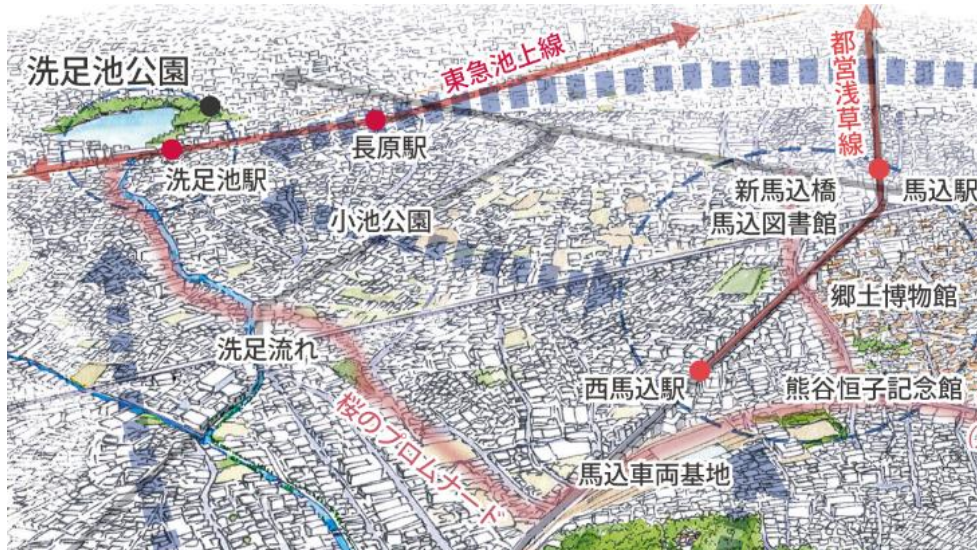 洗足池公園
東急池上線
都営浅草線
長原駅
洗足池駅
新馬込橋
馬込駅
小池公園
馬込図書館
郷土博物館
洗足流れ
西馬込駅
熊谷恒子記念館
桜のプロムナード
馬込車両基地